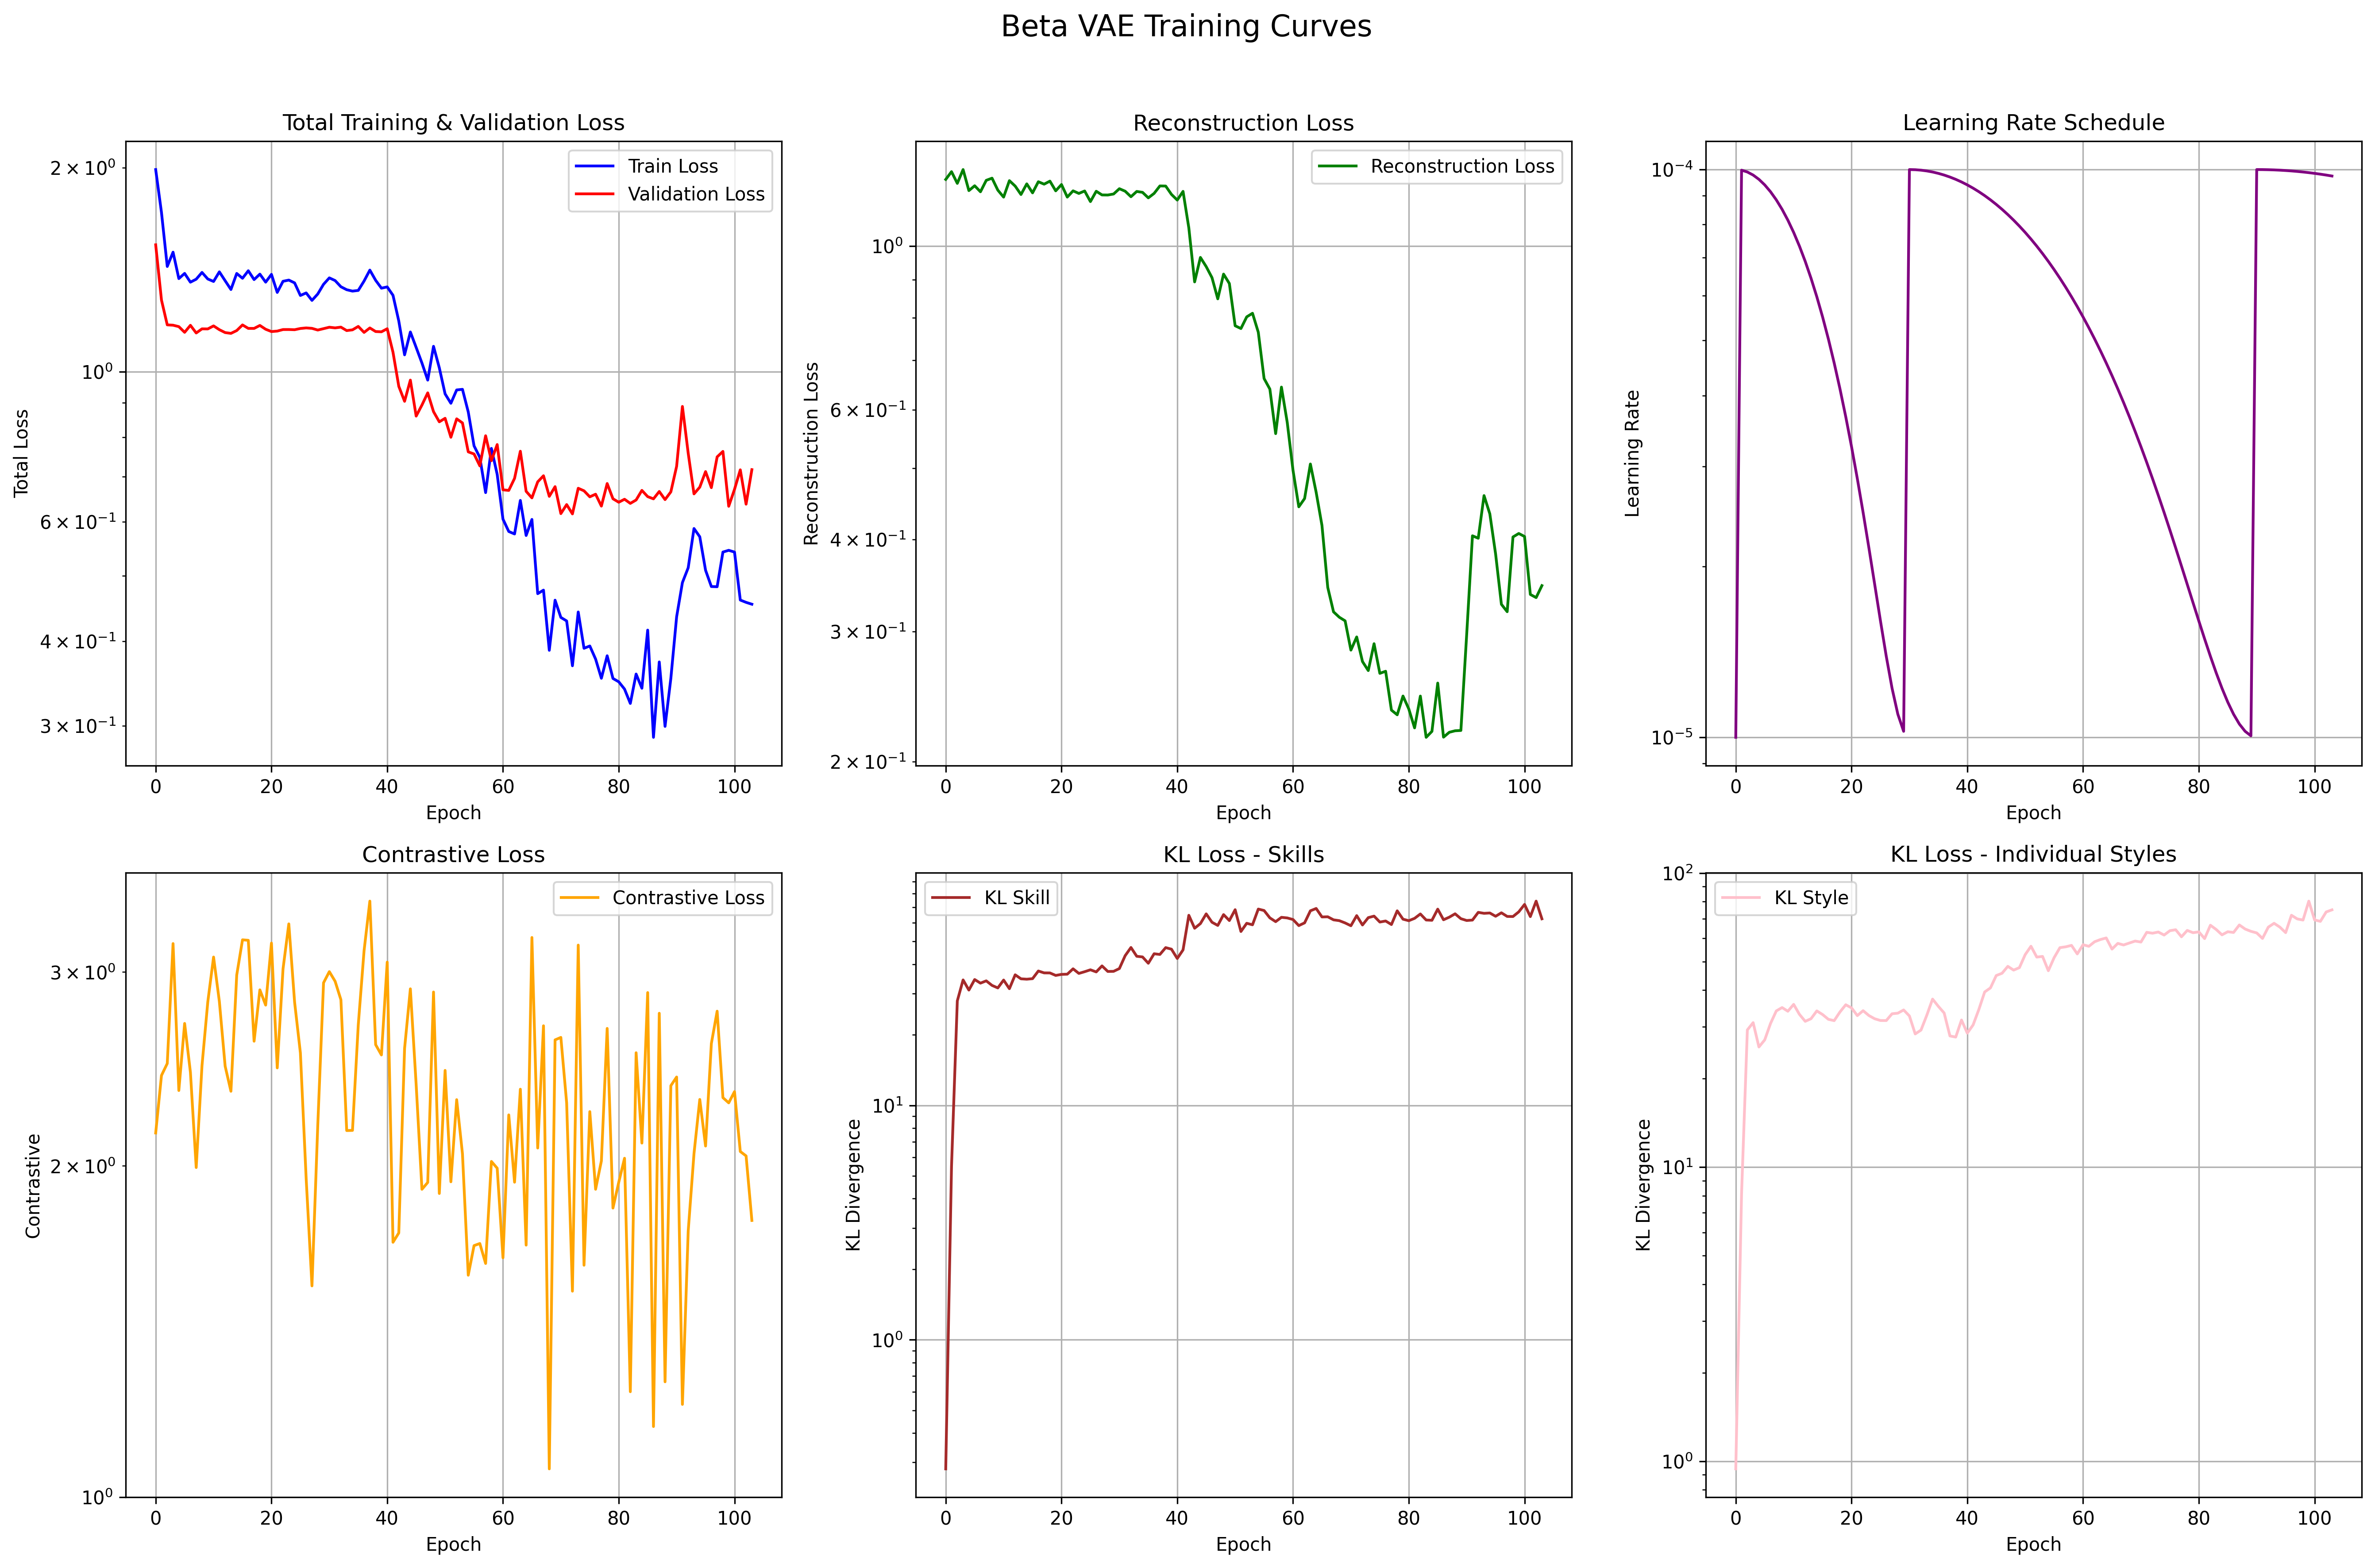 Beta VAE Training Curves
Total Training & Validation Loss
Total Loss
2 × 10⁰
10⁰
6 × 10⁻¹
4 × 10⁻¹
3 × 10⁻¹
Train Loss
Validation Loss
0 20 40 60 80 100
Epoch
Reconstruction Loss
Reconstruction Loss
10⁰
6 × 10⁻¹
4 × 10⁻¹
3 × 10⁻¹
2 × 10⁻¹
Reconstruction Loss
0 20 40 60 80 100
Epoch
Learning Rate Schedule
Learning Rate
10⁻⁴
10⁻⁵
0 20 40 60 80 100
Epoch
Contrastive Loss
Contrastive
3 × 10⁰
2 × 10⁰
10⁰
Contrastive Loss
0 20 40 60 80 100
Epoch
KL Loss - Skills
KL Divergence
10¹
10⁰
KL Skill
0 20 40 60 80 100
Epoch
KL Loss - Individual Styles
KL Divergence
10²
10¹
10⁰
KL Style
0 20 40 60 80 100
Epoch